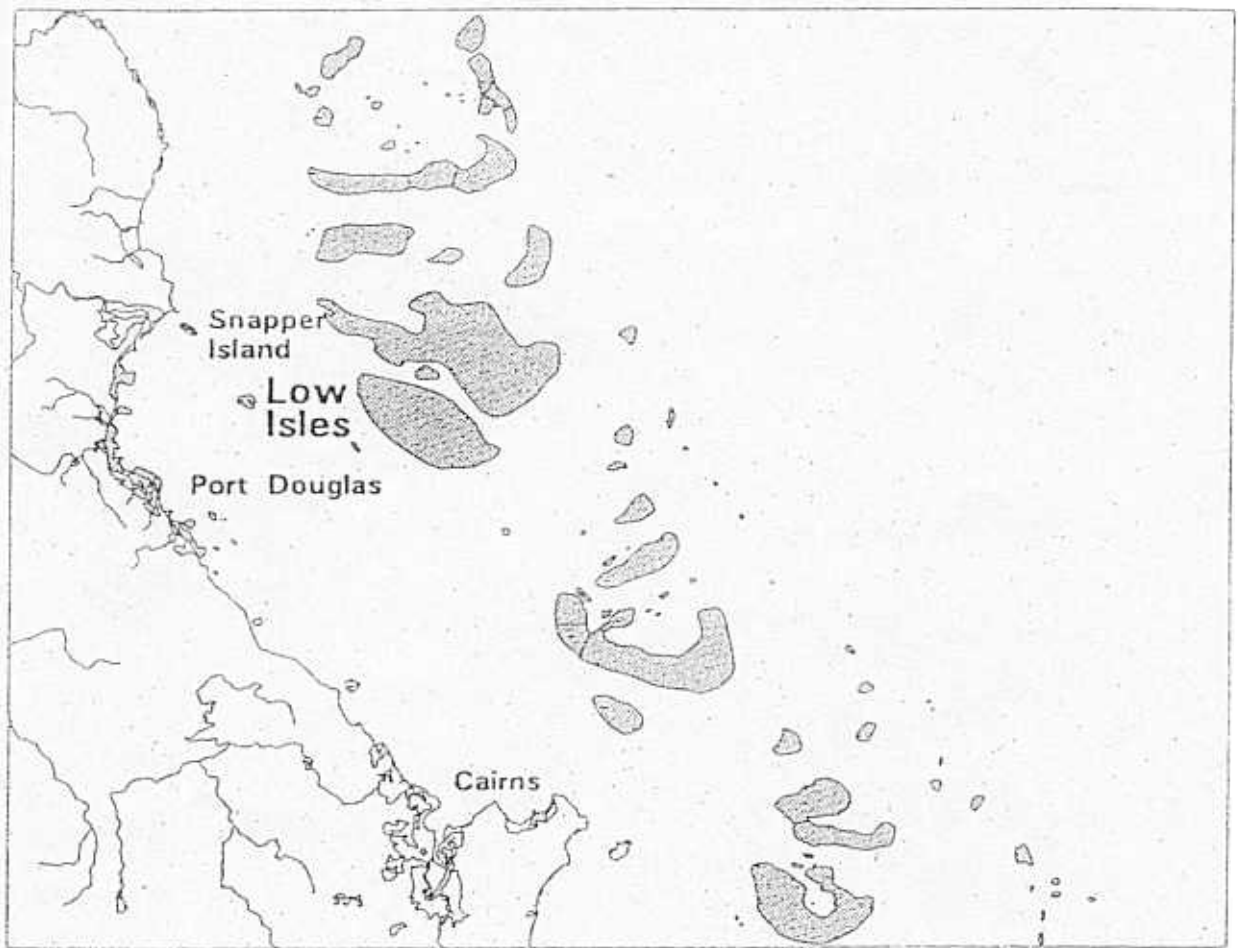 Snapper
Island
Low
Isles
Port Douglas
Cairns